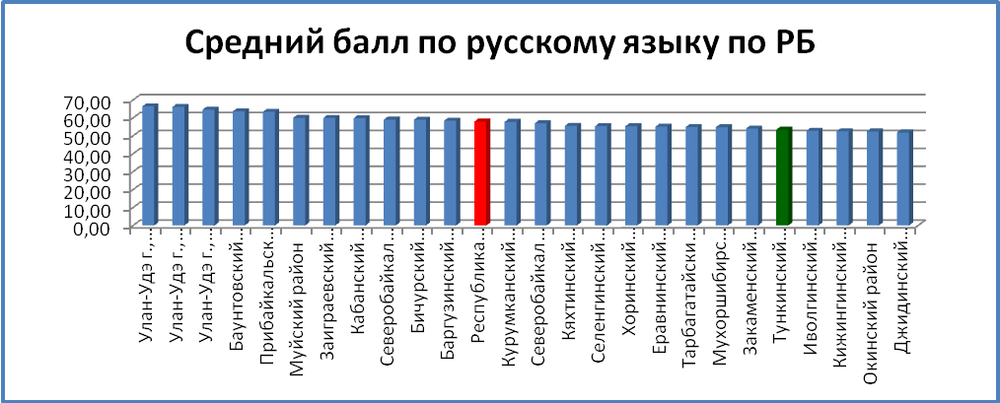 Средний балл по русскому языку по РБ
70,00
60,00
50,00
40,00
30,00
20,00
10,00
0,00
Улан-Удэ г.,…
Улан-Удэ г.,…
Улан-Удэ г.,…
Баунтовский…
Прибайкальск…
Муйский район
Заиграевский…
Кабанский…
Северобайкал…
Бичурский…
Баргузинский…
Республика…
Курумканский…
Северобайкал…
Кяхтинский…
Селенгинский…
Хоринский…
Еравнинский…
Тарбагатайски…
Мухоршибирс…
Закаменский…
Тункинский…
Иволгинский…
Кижингинский…
Окинский район
Джидинский…